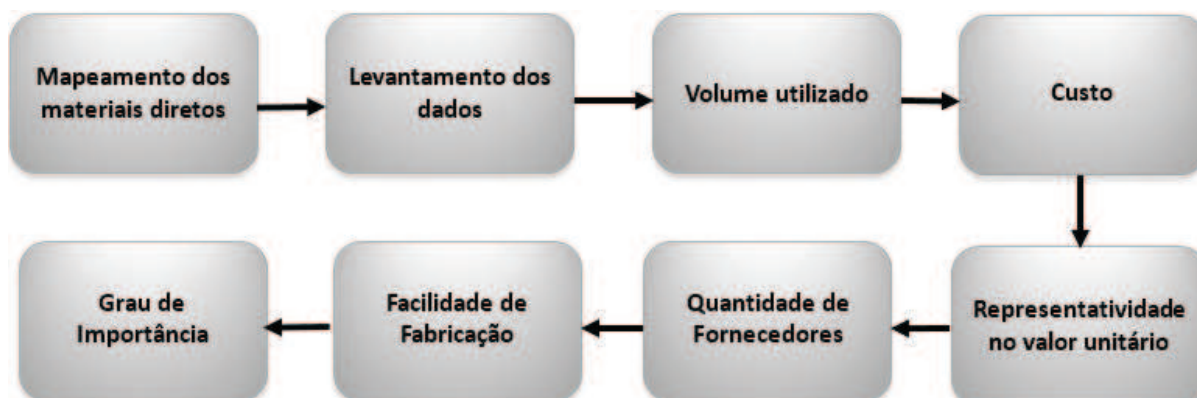 Mapeamento dos
materiais diretos
Levantamento dos
dados
Volume utilizado
Custo
Representatividade
no valor unitário
Quantidade de
Fornecedores
Facilidade de
Fabricação
Grau de
Importância